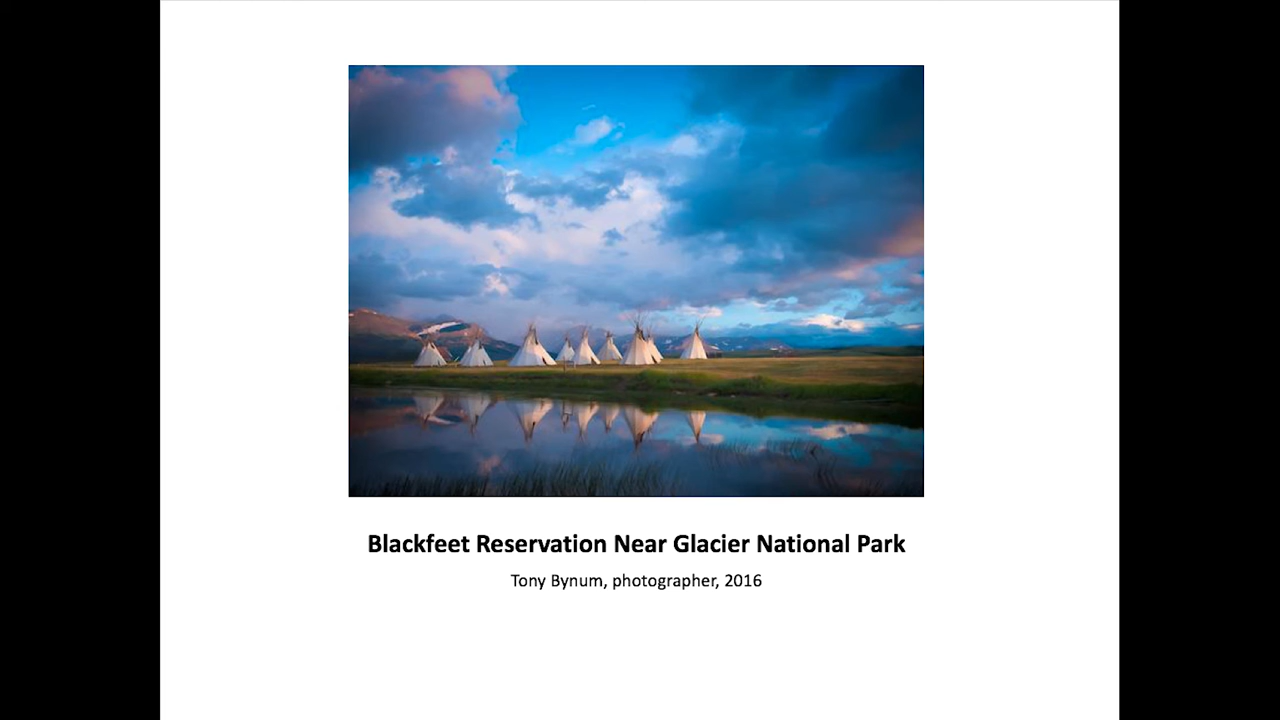 Blackfeet Reservation Near Glacier National Park
Tony Bynum, photographer, 2016